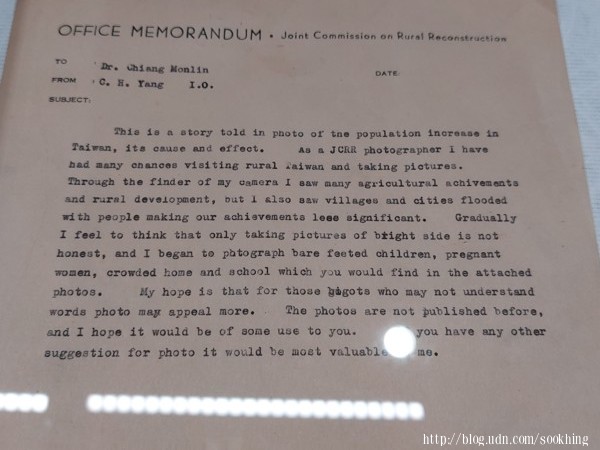 OFFICE MEMORANDUM • Joint Commission on Rural Reconstruction
TO Dr. Chiang Monlin DATE:
FROM C. H. Yang I.O.
SUBJECT:
This is a story told in photo of the population increase in
Taiwan, its cause and effect. As a JCRR photographer I have
had many chances visiting rural Taiwan and taking pictures.
Through the finder of my camera I saw many agricultural achivements
and rural development, but I also saw villages and cities flooded
with people making our achievements less significant. Gradually
I feel to think that only taking pictures of bright side is not
honest, and I began to phtograph bare feeted children, pregnant
women, crowded home and school which you would find in the attached
photos. My hope is that for those bigots who may not understand
words photo may appeal more. The photos are not published before,
and I hope it would be of some use to you. you have any other
suggestion for photo it would be most valuable me.
http://blog.udn.com/sookhing